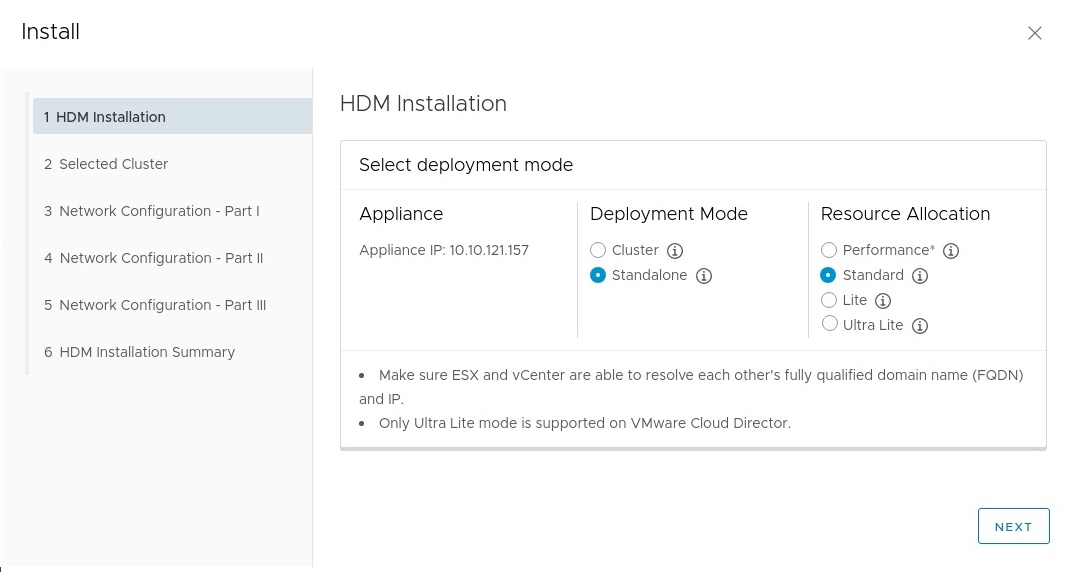 Install
1 HDM Installation
2 Selected Cluster
3 Network Configuration - Part I
4 Network Configuration - Part II
5 Network Configuration - Part III
6 HDM Installation Summary
HDM Installation
Select deployment mode
Appliance
Appliance IP: 10.10.121.157
Deployment Mode
Cluster
Standalone
Resource Allocation
Performance*
Standard
Lite
Ultra Lite
• Make sure ESX and vCenter are able to resolve each other's fully qualified domain name (FQDN)
and IP.
• Only Ultra Lite mode is supported on VMware Cloud Director.
NEXT